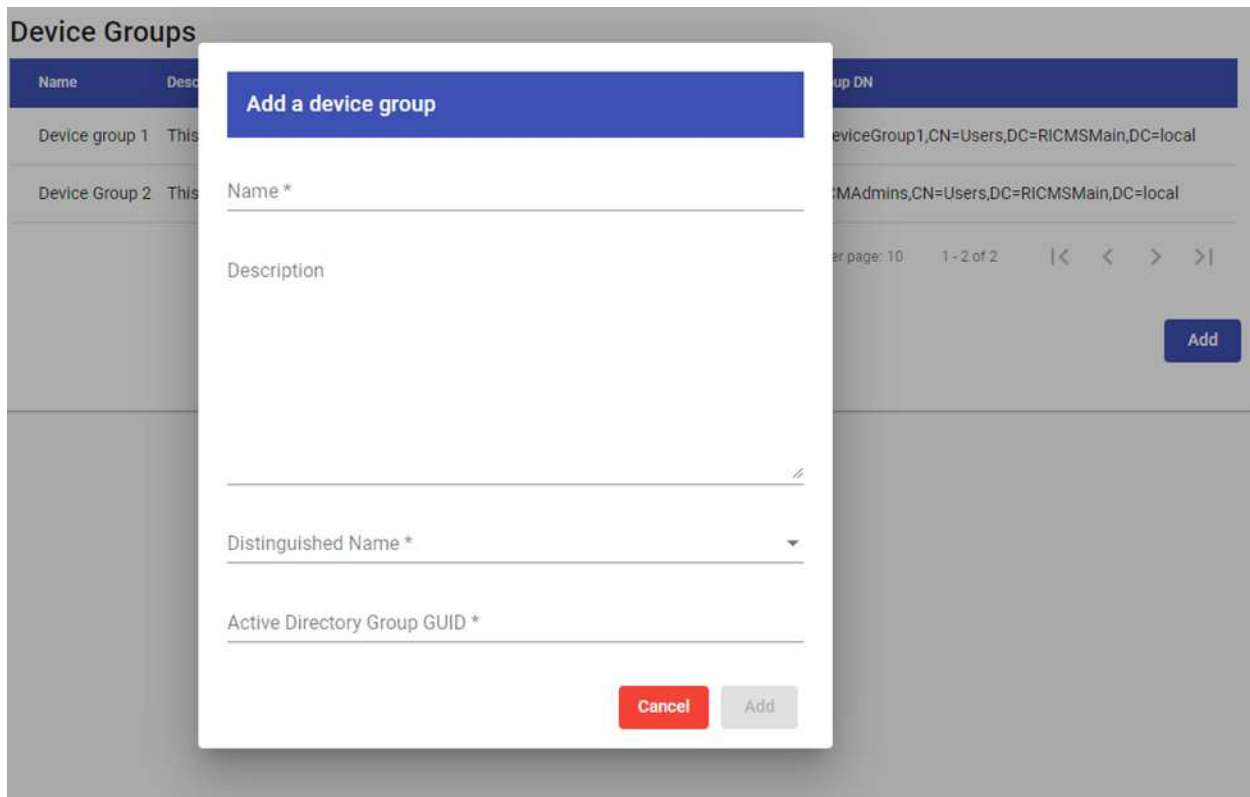 Device Groups
Name Desc up DN
Add a device group
Device group 1 This eviceGroup1,CN=Users,DC=RICMSMain,DC=local
Name *
Device Group 2 This MAdmins,CN=Users,DC=RICMSMain,DC=local
Description
er page: 10 1 - 2 of 2
Add
Distinguished Name *
Active Directory Group GUID *
Cancel Add